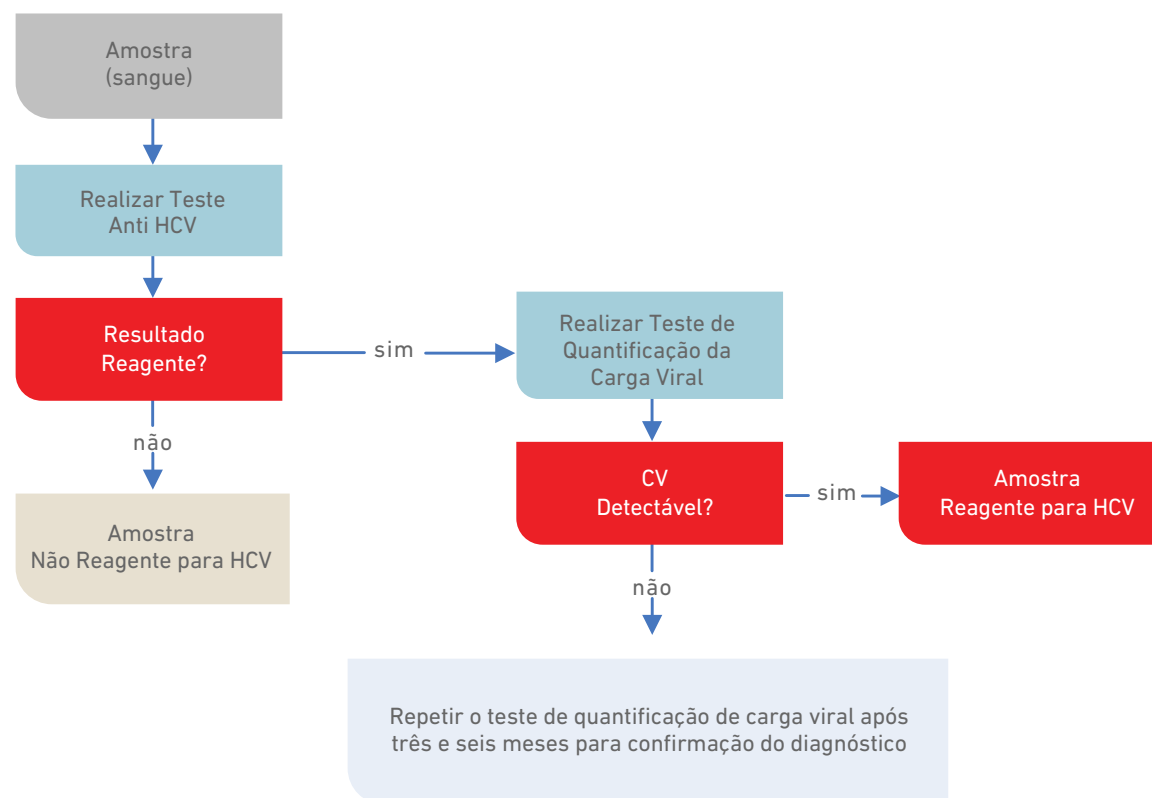 Amostra
(sangue)
Realizar Teste
Anti HCV
Resultado
Reagente?
sim
Realizar Teste de
Quantificação da
Carga Viral
não
Amostra
Não Reagente para HCV
CV
Detectável?
sim
Amostra
Reagente para HCV
não
Repetir o teste de quantificação de carga viral após
três e seis meses para confirmação do diagnóstico